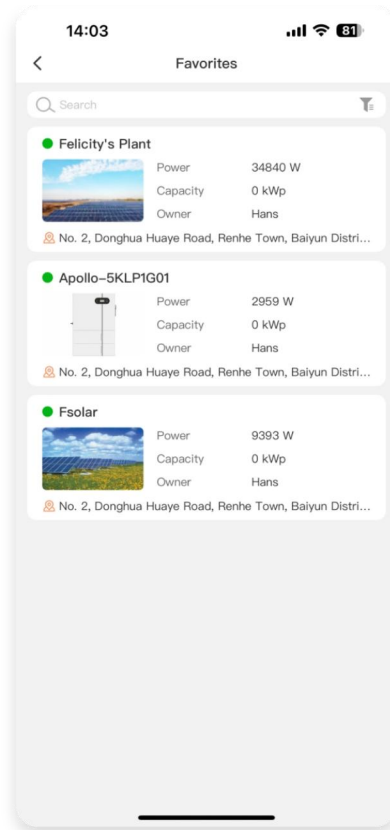 14:03
81
Favorites
Search
Felicity's Plant
Power 34840 W
Capacity 0 kWp
Owner Hans
No. 2, Donghua Huaye Road, Renhe Town, Baiyun Distri...
Apollo-5KLP1G01
Power 2959 W
Capacity 0 kWp
Owner Hans
No. 2, Donghua Huaye Road, Renhe Town, Baiyun Distri...
Fsolar
Power 9393 W
Capacity 0 kWp
Owner Hans
No. 2, Donghua Huaye Road, Renhe Town, Baiyun Distri...